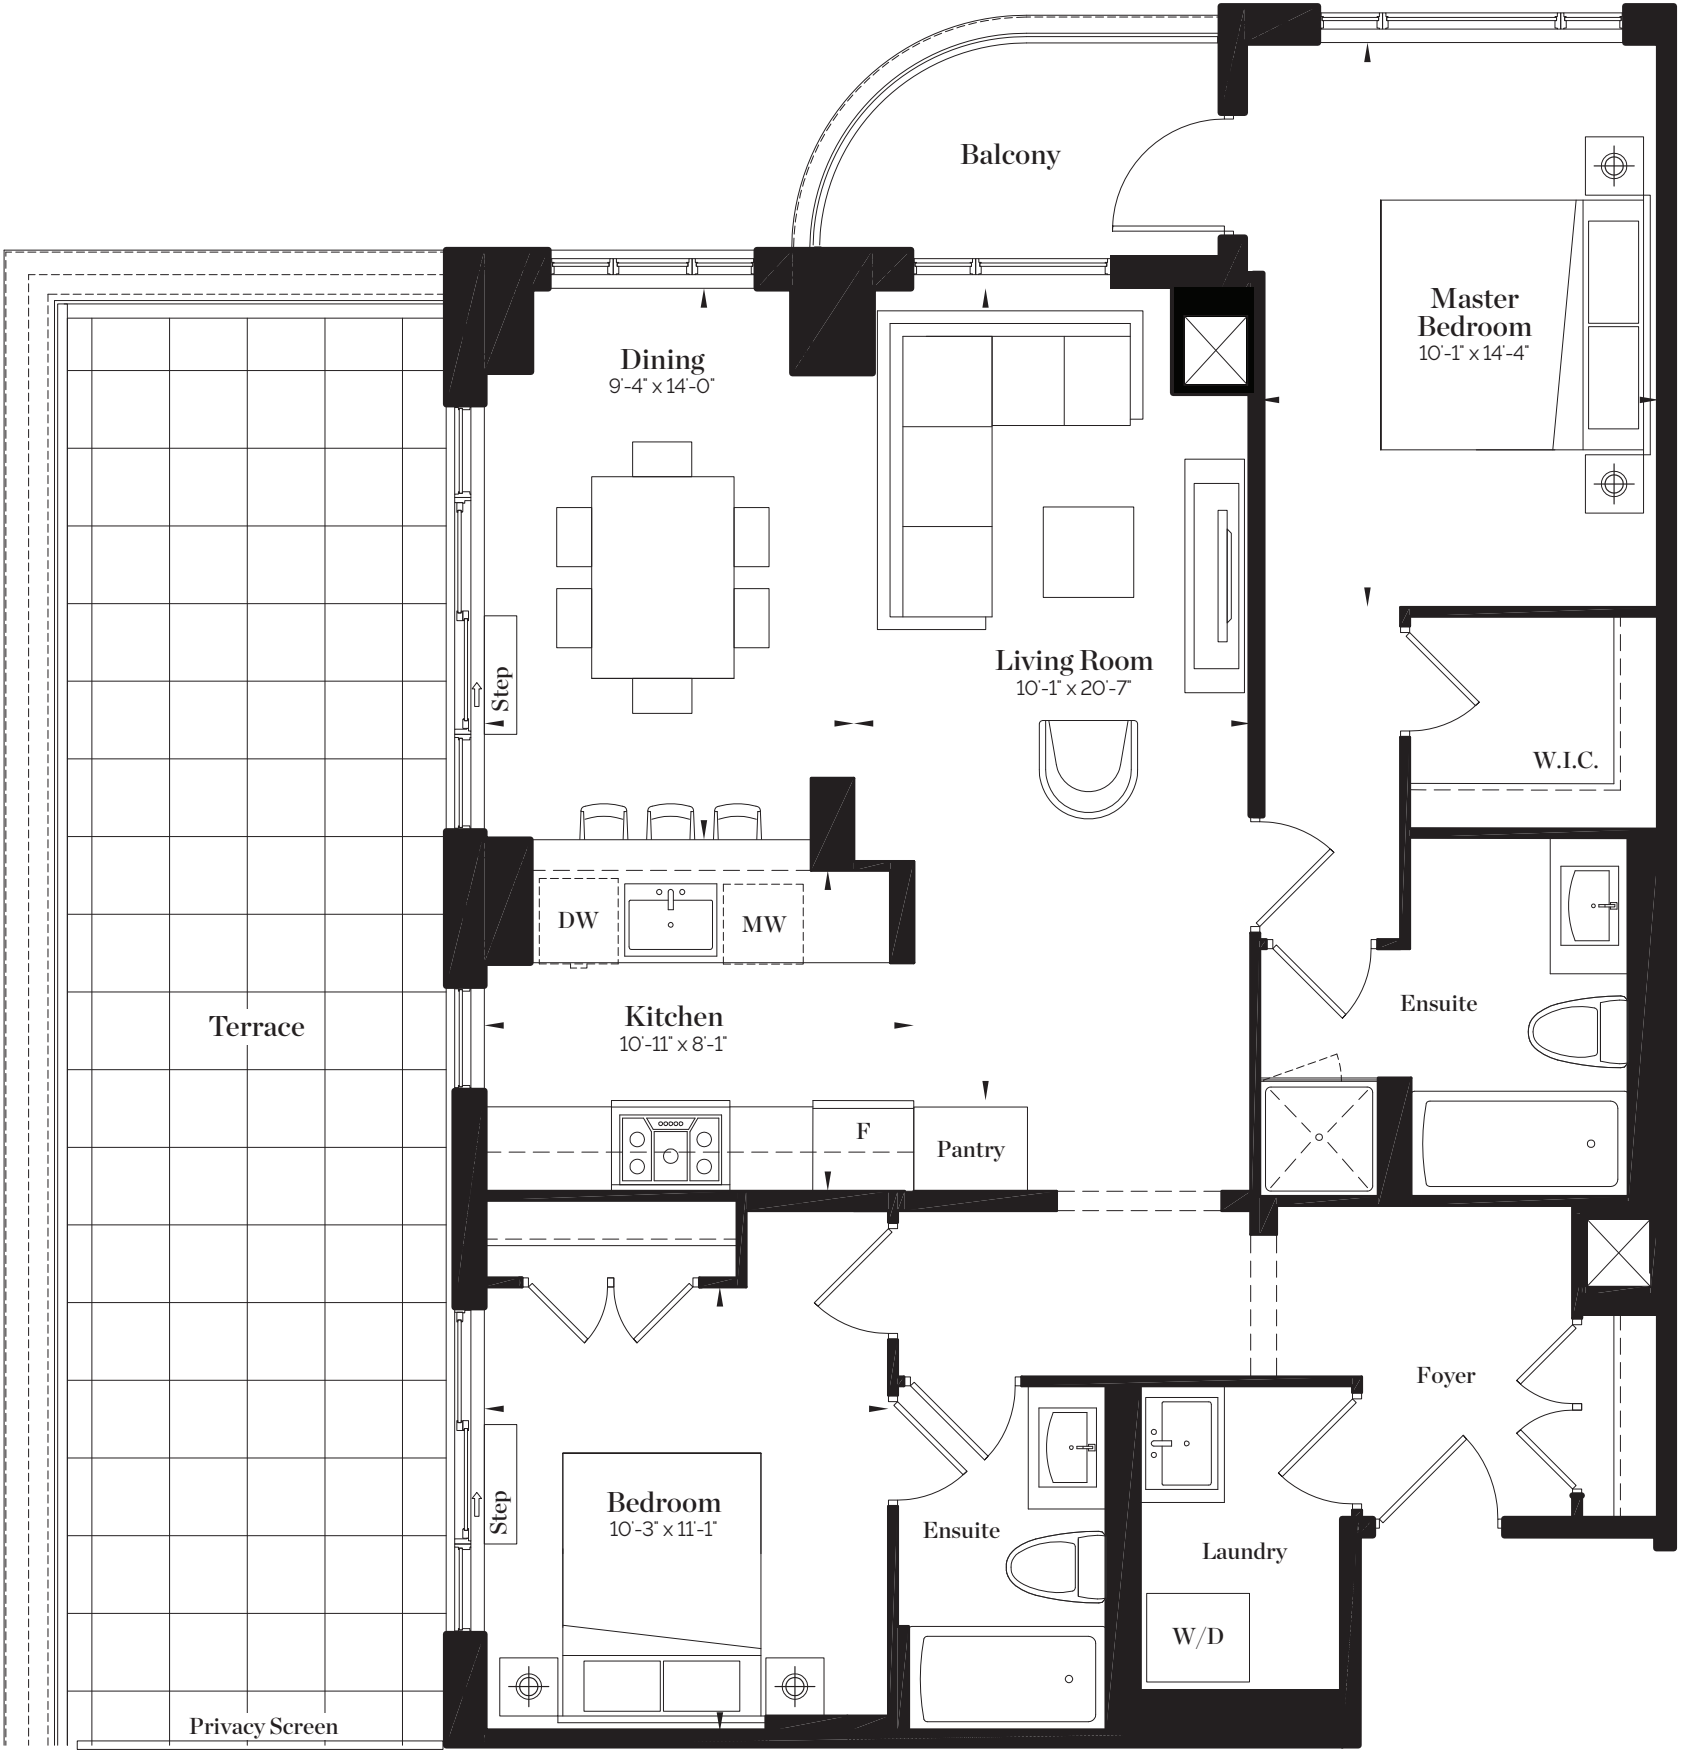 Balcony
Master
Bedroom
10'-1" x 14'-4"
Dining
9'-4" x 14'-0"
Living Room
10'-1" x 20'-7"
Step
W.I.C.
DW
MW
Kitchen
10'-11" x 8'-1"
Terrace
Ensuite
F
Pantry
Foyer
Bedroom
10'-3" x 11'-1"
Step
Ensuite
Laundry
W/D
Privacy Screen